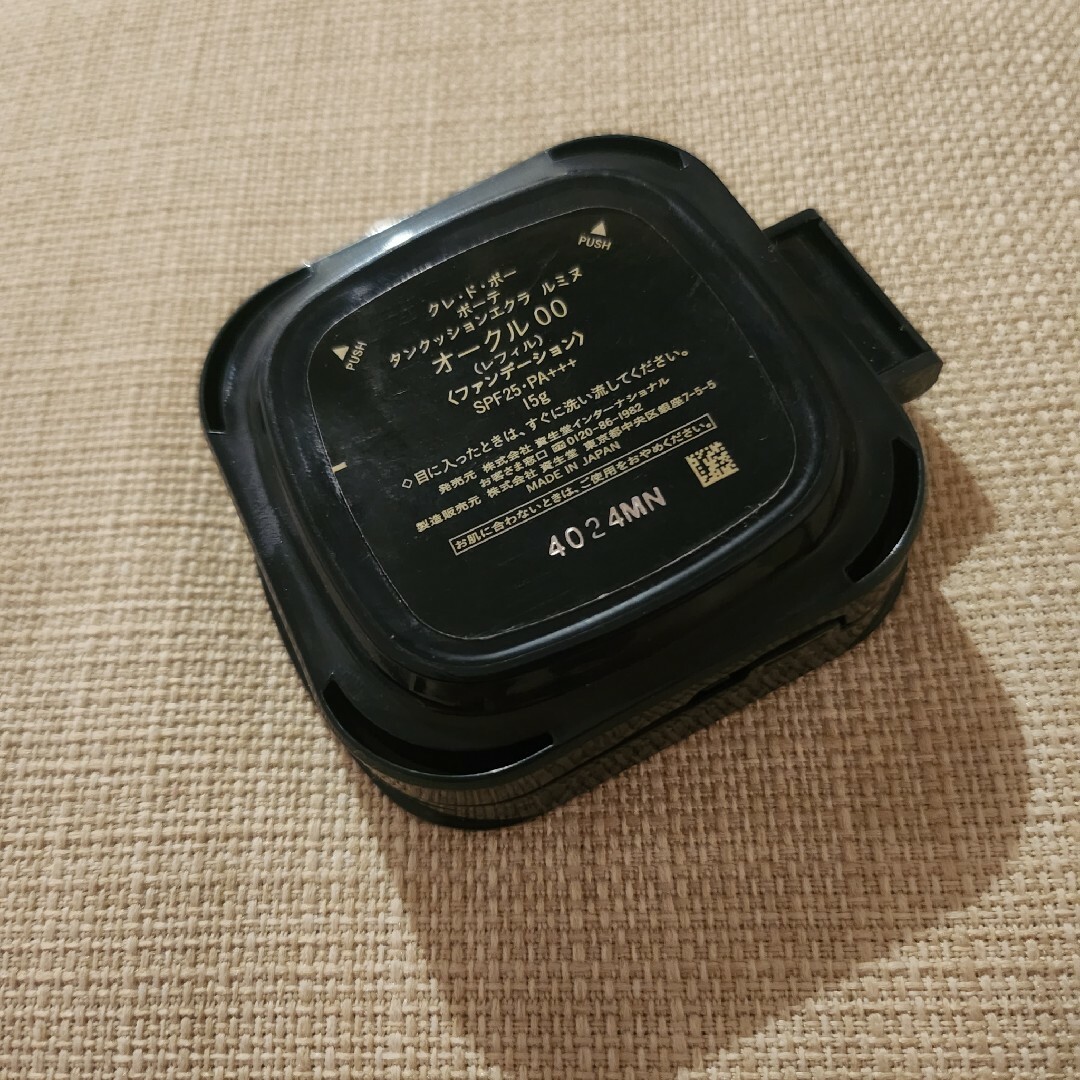 PUSH
PUSH
クレ・ド・ポー
ボーテ
タンクッションエクラ ルミヌ
オークル 00
(レフィル)
〈ファンデーション〉
SPF25・PA+++
15g
◇目に入ったときは、すぐに洗い流してください。
発売元 株式会社 資生堂インターナショナル
お客さま窓口 0120-86-1982
製造販売元 株式会社 資生堂 東京都中央区銀座7-5-5
MADE IN JAPAN
お肌に合わないときは、ご使用をおやめください。
4024MN